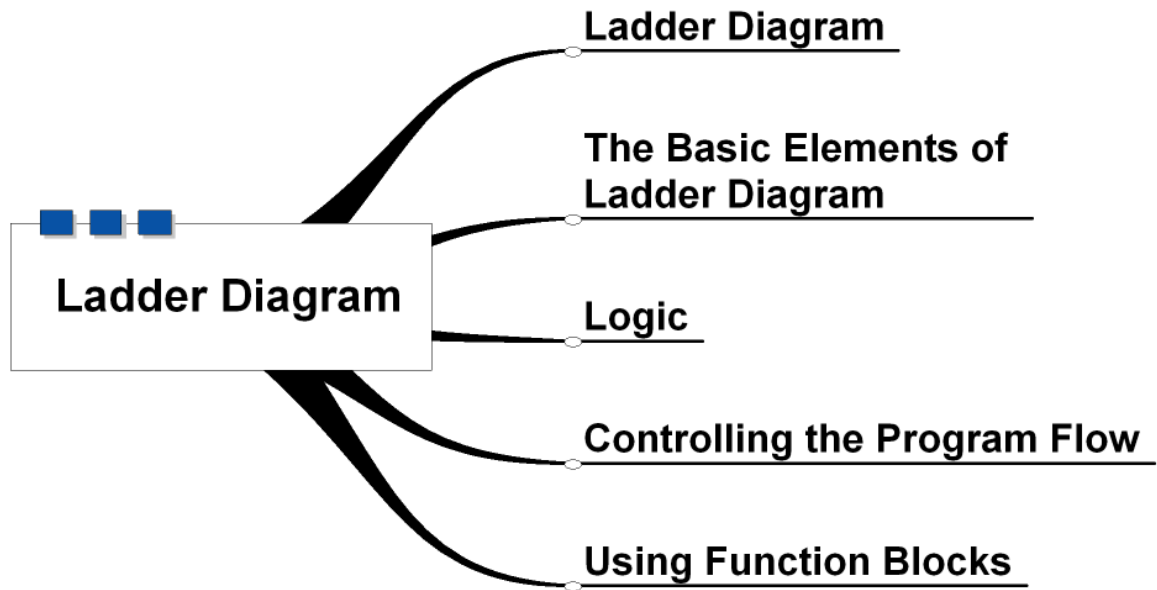 Ladder Diagram
The Basic Elements of
Ladder Diagram
Ladder Diagram
Logic
Controlling the Program Flow
Using Function Blocks